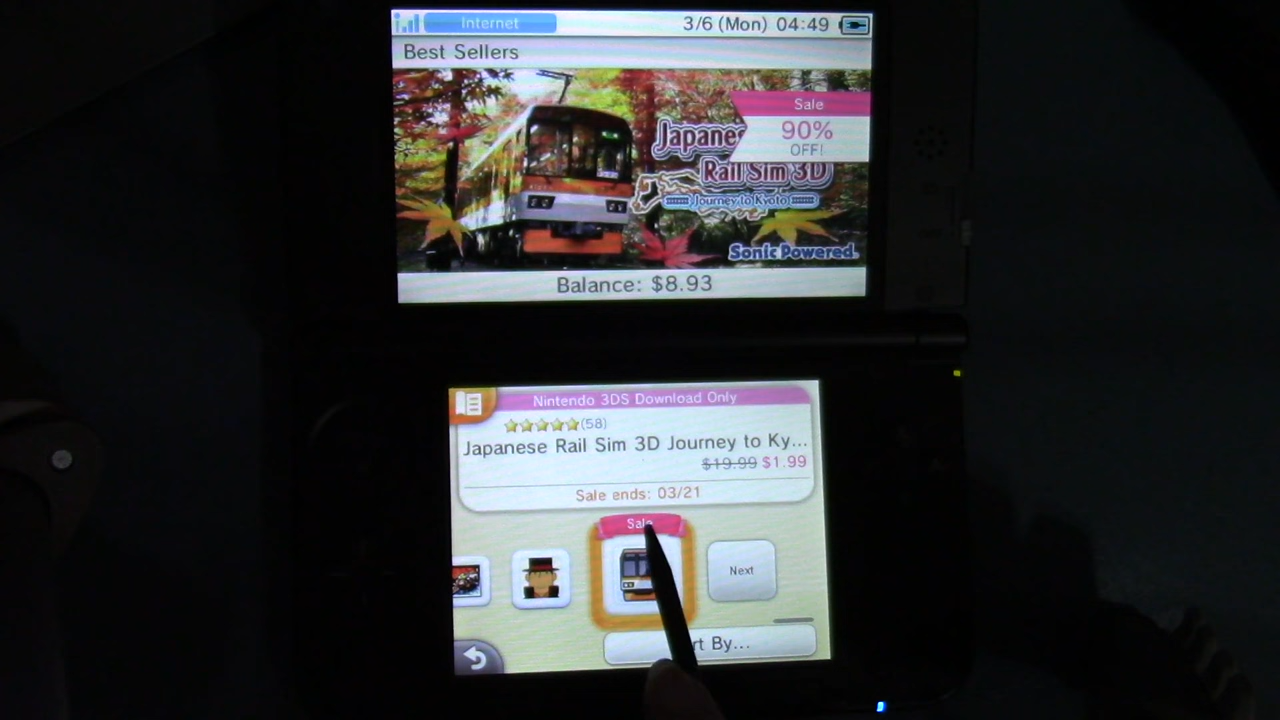 Internet
3/6 (Mon) 04:49
Best Sellers
Sale
90%
OFF!
Rail Sim 3D
Journey to Kyoto
Sonic Powered.
Balance: $8.93
Nintendo 3DS Download Only
(58)
Japanese Rail Sim 3D Journey to Ky...
$19.99 $1.99
Sale ends: 03/21
Sale
Next
By...